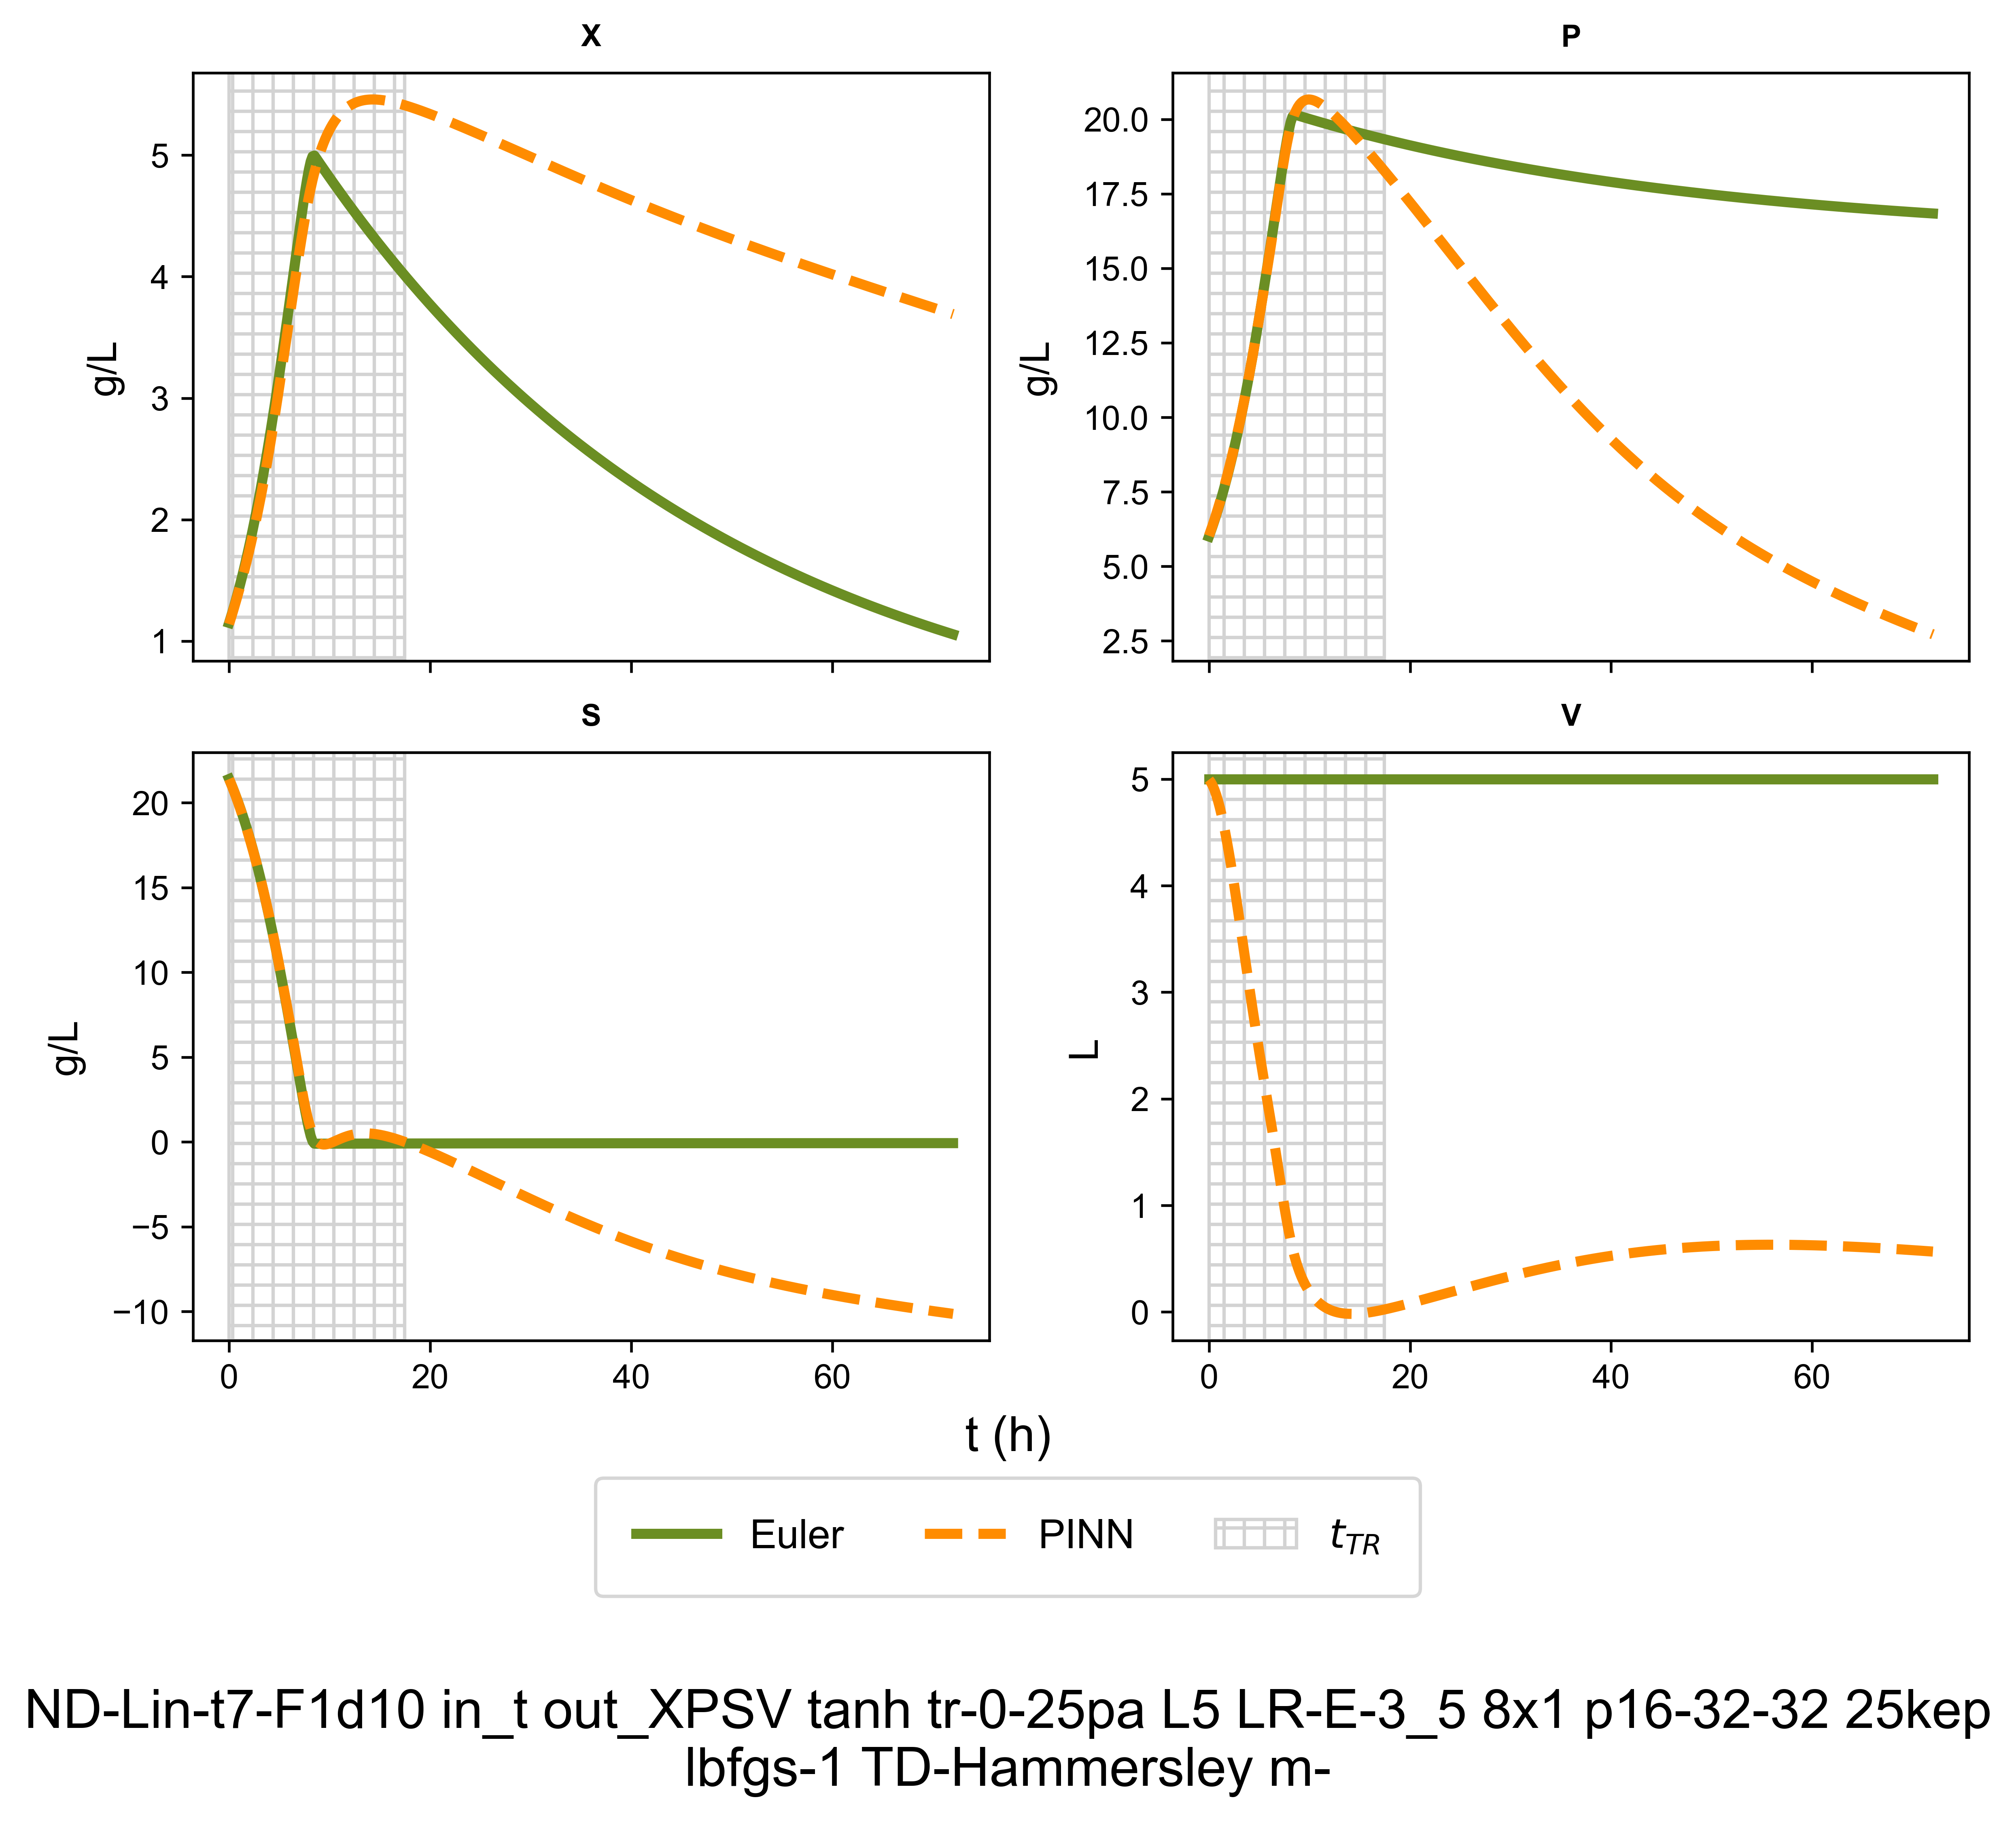 X
P
5
4
3
2
1
g/L
20.0
17.5
15.0
12.5
10.0
7.5
5.0
2.5
g/L
S
V
20
15
10
5
0
−5
−10
g/L
0
20
40
60
5
4
3
2
1
0
L
0
20
40
60
t (h)
Euler
PINN
t_{TR}
ND-Lin-t7-F1d10 in_t out_XPSV tanh tr-0-25pa L5 LR-E-3_5 8x1 p16-32-32 25kep
lbfgs-1 TD-Hammersley m-